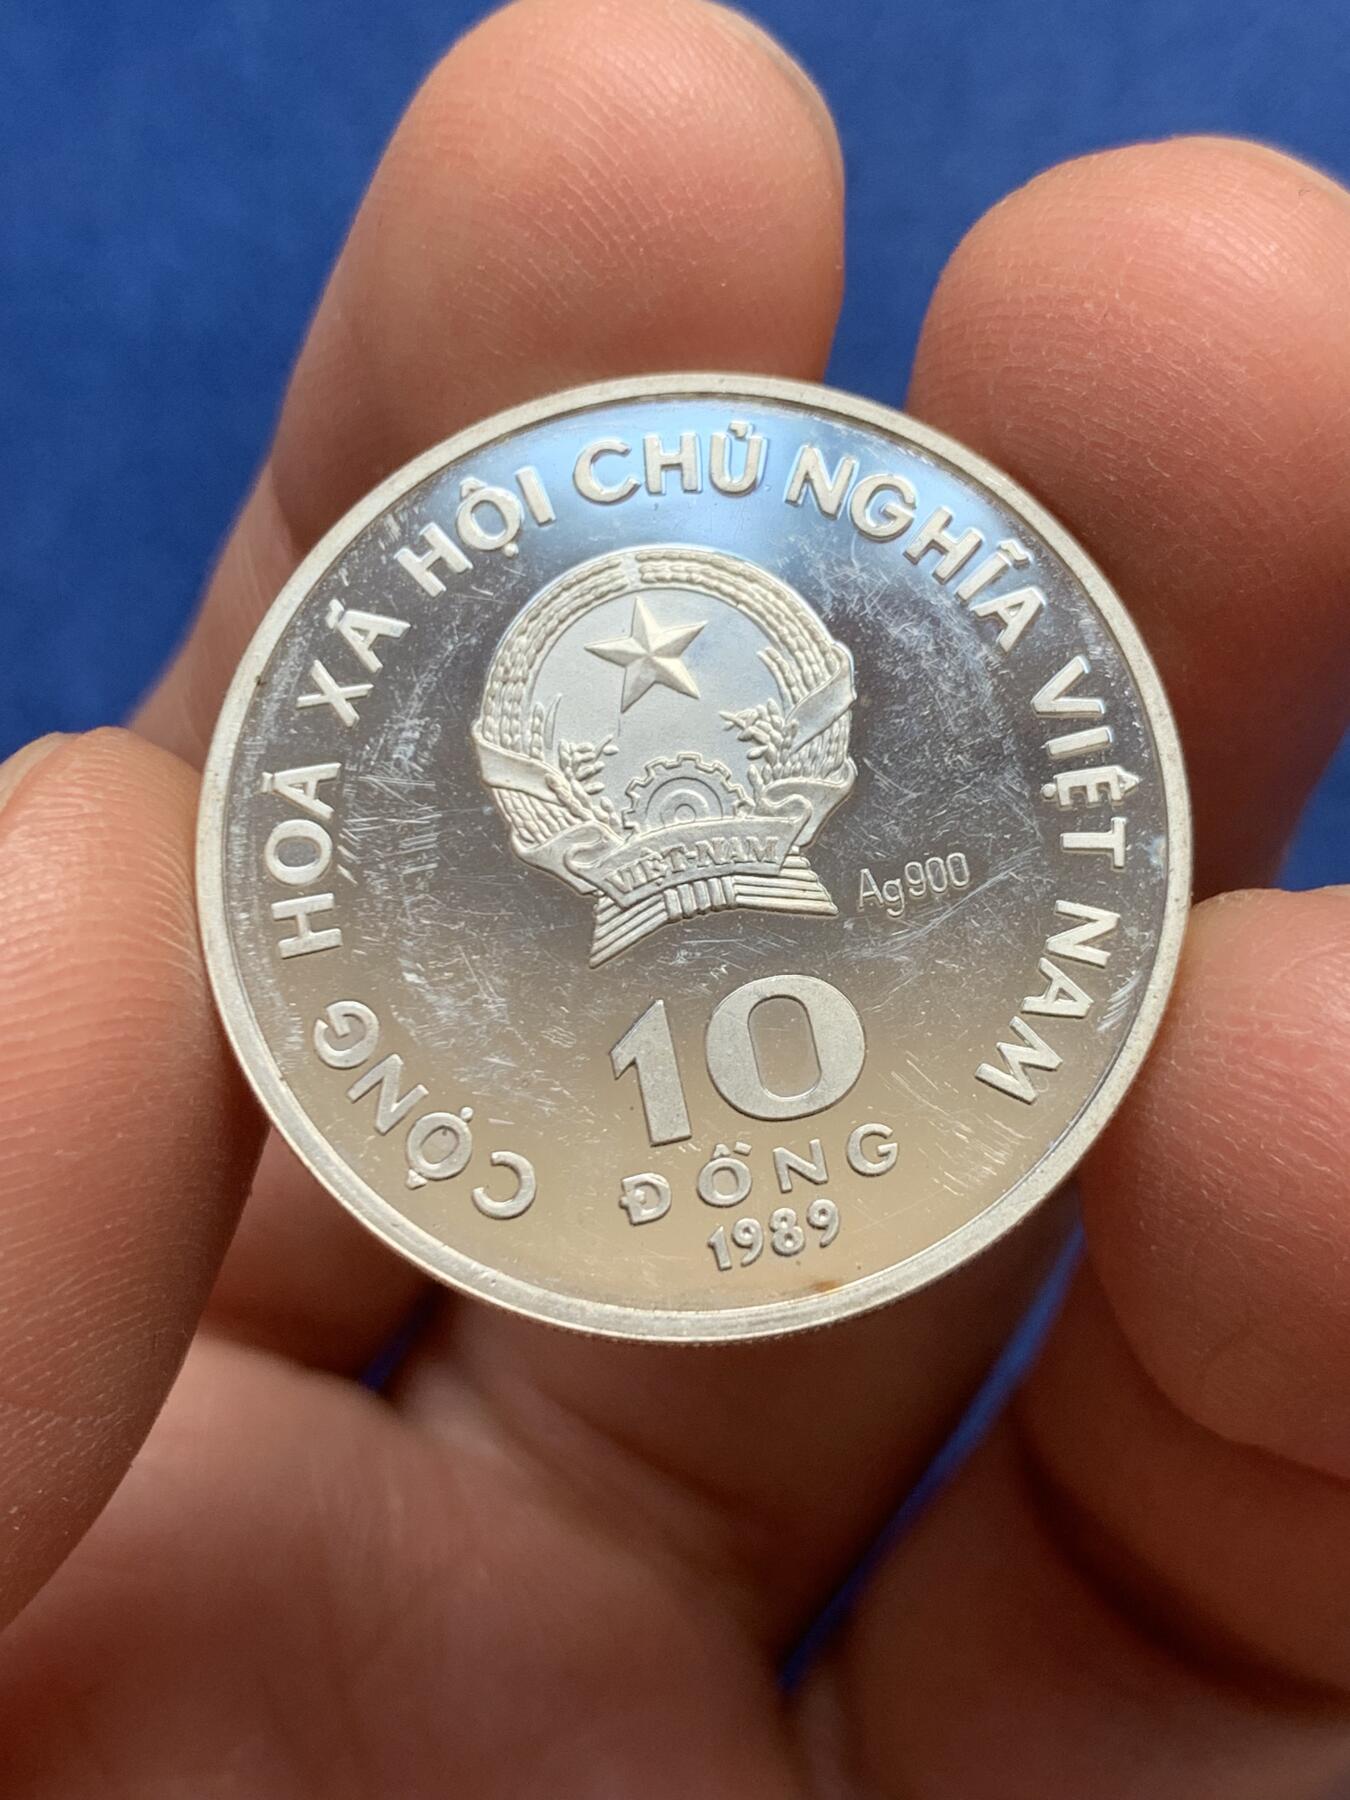 CỘNG HOÀ XÃ HỘI CHỦ NGHĨA VIỆT NAM
VIỆT-NAM
Ag900
10
ĐỒNG
1989